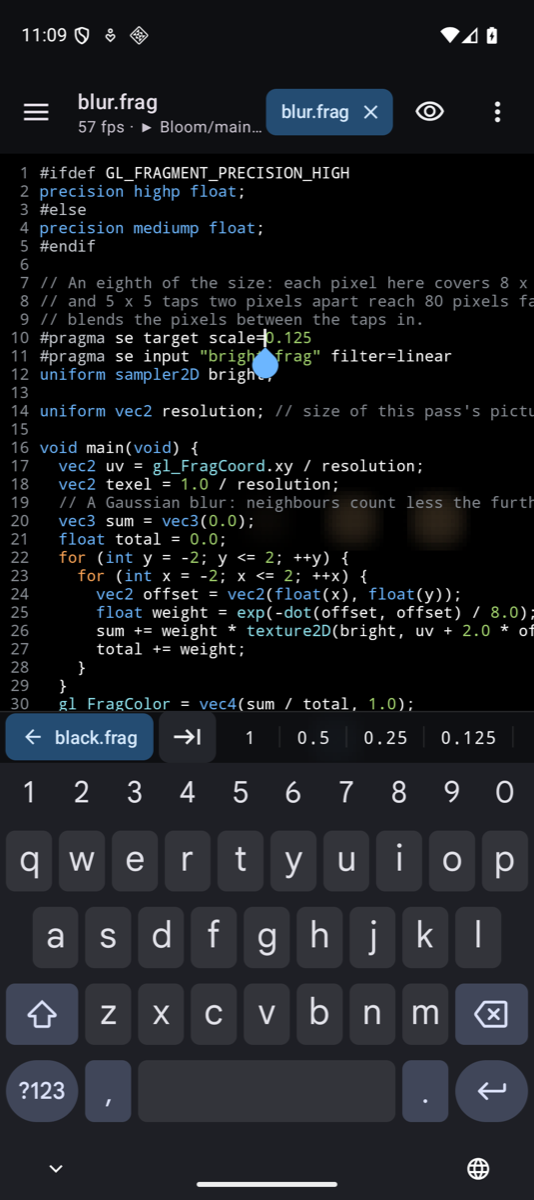 11:09
blur.frag
57 fps · ▶ Bloom/main…
blur.frag ×
1 #ifdef GL_FRAGMENT_PRECISION_HIGH
2 precision highp float;
3 #else
4 precision mediump float;
5 #endif
6
7 // An eighth of the size: each pixel here covers 8 x
8 // and 5 x 5 taps two pixels apart reach 80 pixels fa
9 // blends the pixels between the taps in.
10 #pragma se target scale=0.125
11 #pragma se input "bright.frag" filter=linear
12 uniform sampler2D bright;
13
14 uniform vec2 resolution; // size of this pass's pictu
15
16 void main(void) {
17 vec2 uv = gl_FragCoord.xy / resolution;
18 vec2 texel = 1.0 / resolution;
19 // A Gaussian blur: neighbours count less the furth
20 vec3 sum = vec3(0.0);
21 float total = 0.0;
22 for (int y = -2; y <= 2; ++y) {
23 for (int x = -2; x <= 2; ++x) {
24 vec2 offset = vec2(float(x), float(y));
25 float weight = exp(-dot(offset, offset) / 8.0);
26 sum += weight * texture2D(bright, uv + 2.0 * of
27 total += weight;
28 }
29 }
30 gl_FragColor = vec4(sum / total, 1.0);
← black.frag 1 0.5 0.25 0.125
1 2 3 4 5 6 7 8 9 0
q w e r t y u i o p
a s d f g h j k l
z x c v b n m
?123 , .